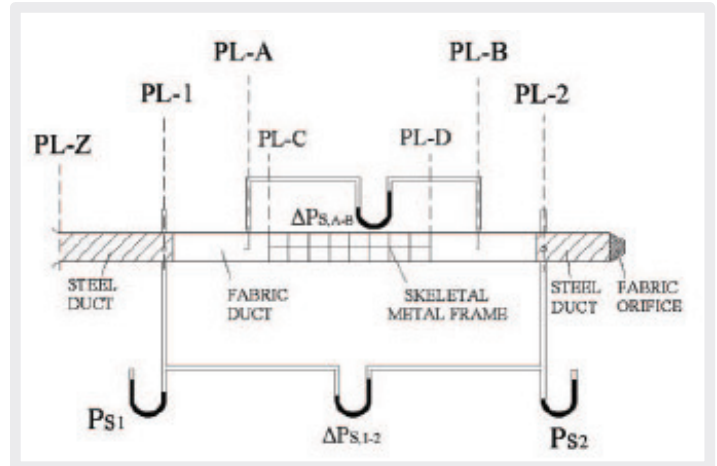 PL-A
PL-B
PL-1
PL-2
PL-C
PL-D
PL-Z
ΔPS,A-B
STEEL
DUCT
FABRIC
DUCT
SKELETAL
METAL FRAME
STEEL
DUCT
FABRIC
ORIFICE
PS1
ΔPS,1-2
PS2